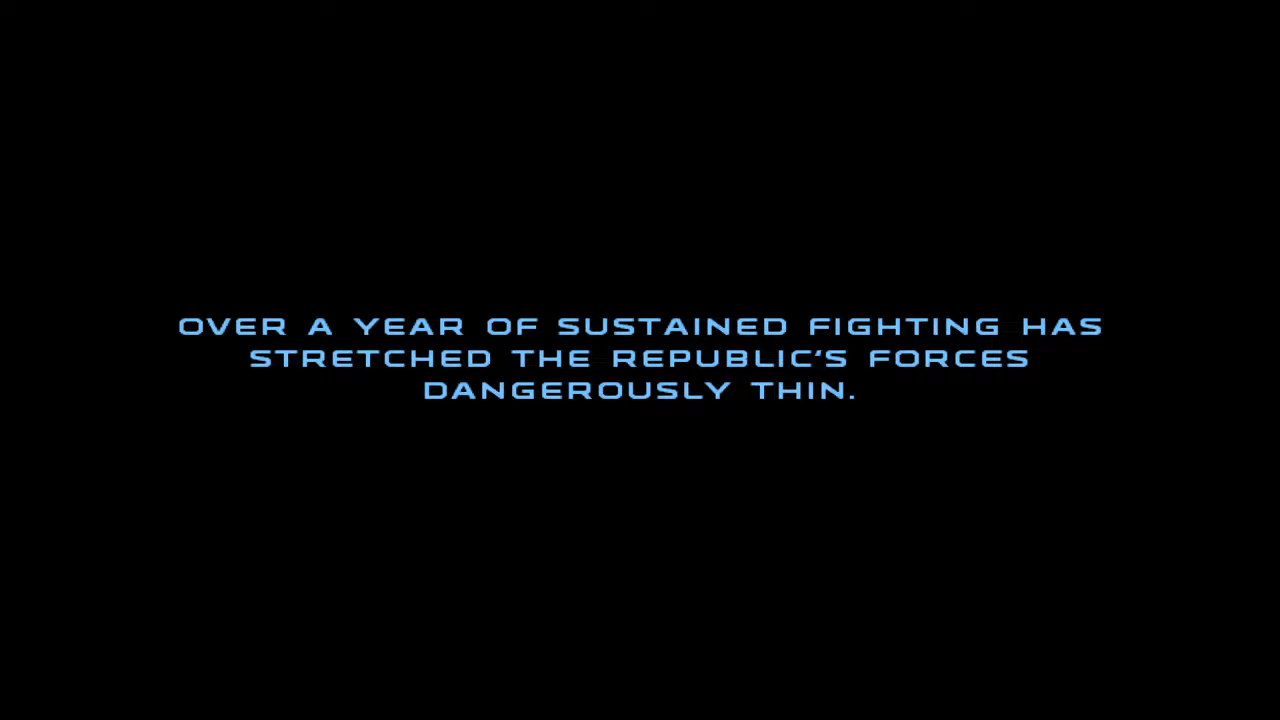 OVER A YEAR OF SUSTAINED FIGHTING HAS
STRETCHED THE REPUBLIC'S FORCES
DANGEROUSLY THIN.